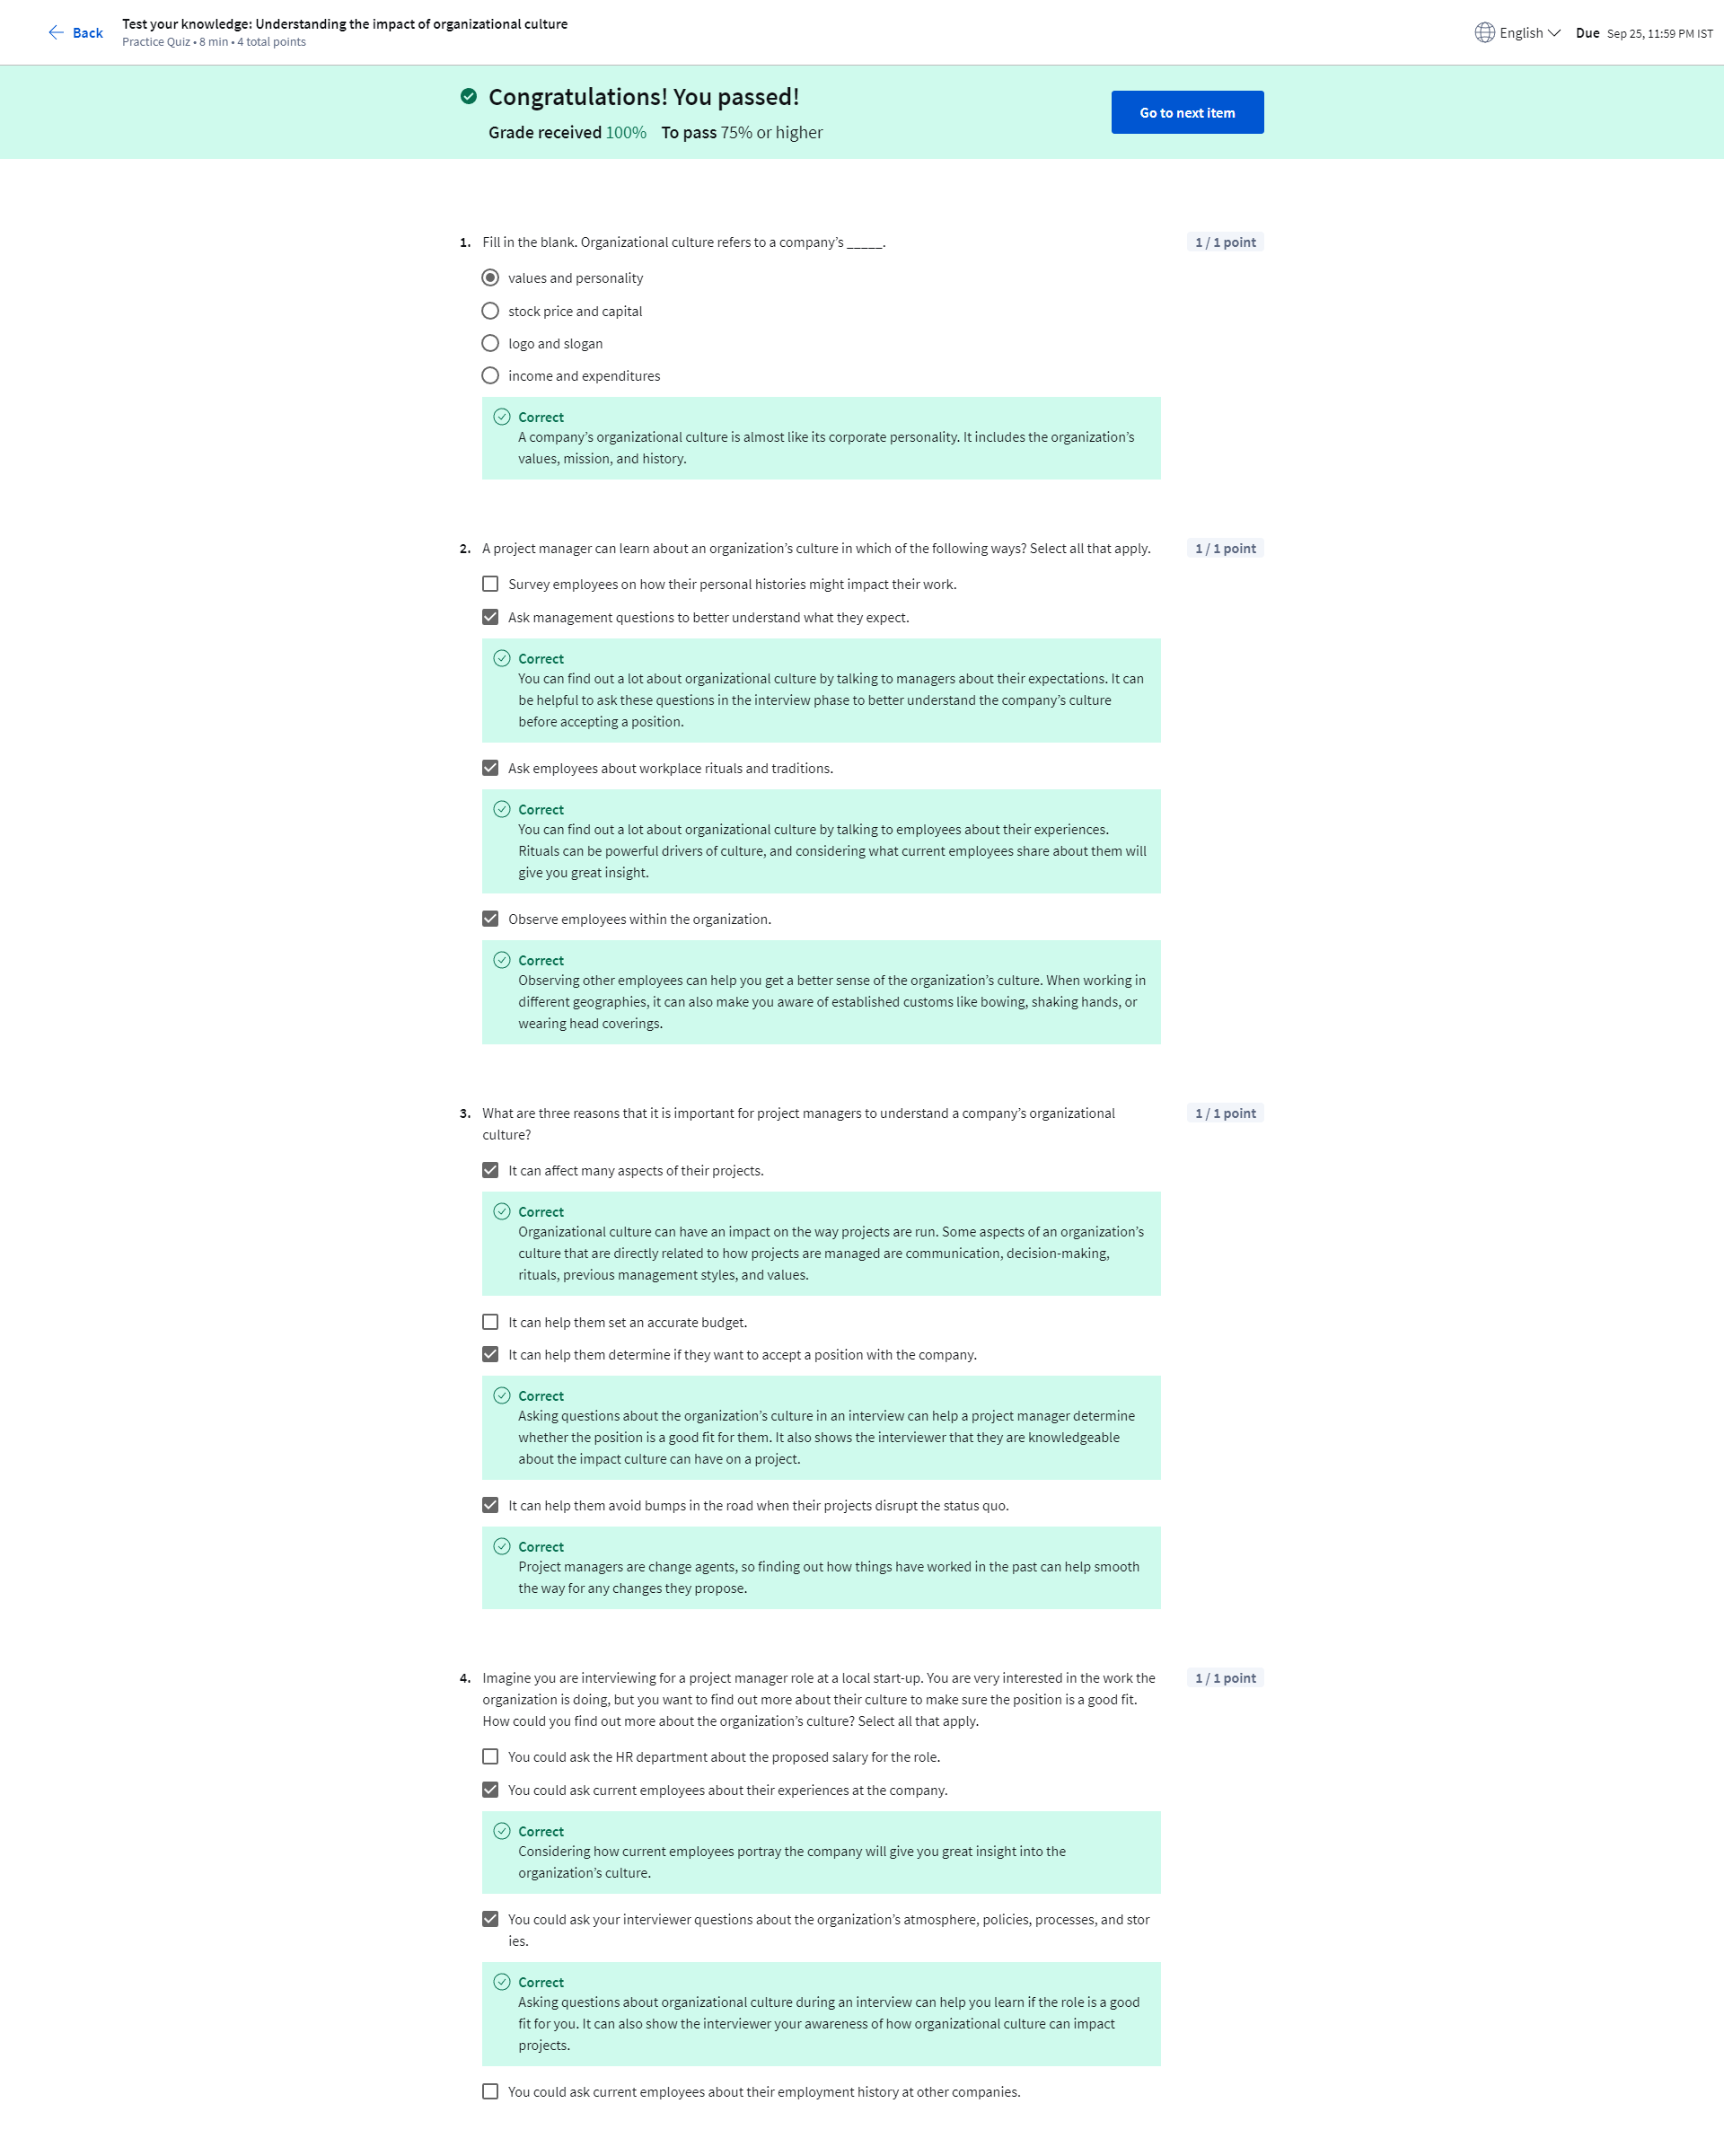 Back
Test your knowledge: Understanding the impact of organizational culture
Practice Quiz • 8 min • 4 total points
English
Due Sep 25, 11:59 PM IST
Congratulations! You passed!
Grade received 100% To pass 75% or higher
Go to next item
1. Fill in the blank. Organizational culture refers to a company’s _____.
1 / 1 point
values and personality
stock price and capital
logo and slogan
income and expenditures
Correct
A company’s organizational culture is almost like its corporate personality. It includes the organization’s
values, mission, and history.
2. A project manager can learn about an organization’s culture in which of the following ways? Select all that apply.
1 / 1 point
Survey employees on how their personal histories might impact their work.
Ask management questions to better understand what they expect.
Correct
You can find out a lot about organizational culture by talking to managers about their expectations. It can
be helpful to ask these questions in the interview phase to better understand the company’s culture
before accepting a position.
Ask employees about workplace rituals and traditions.
Correct
You can find out a lot about organizational culture by talking to employees about their experiences.
Rituals can be powerful drivers of culture, and considering what current employees share about them will
give you great insight.
Observe employees within the organization.
Correct
Observing other employees can help you get a better sense of the organization’s culture. When working in
different geographies, it can also make you aware of established customs like bowing, shaking hands, or
wearing head coverings.
3. What are three reasons that it is important for project managers to understand a company’s organizational
culture?
1 / 1 point
It can affect many aspects of their projects.
Correct
Organizational culture can have an impact on the way projects are run. Some aspects of an organization’s
culture that are directly related to how projects are managed are communication, decision-making,
rituals, previous management styles, and values.
It can help them set an accurate budget.
It can help them determine if they want to accept a position with the company.
Correct
Asking questions about the organization’s culture in an interview can help a project manager determine
whether the position is a good fit for them. It also shows the interviewer that they are knowledgeable
about the impact culture can have on a project.
It can help them avoid bumps in the road when their projects disrupt the status quo.
Correct
Project managers are change agents, so finding out how things have worked in the past can help smooth
the way for any changes they propose.
4. Imagine you are interviewing for a project manager role at a local start-up. You are very interested in the work the
organization is doing, but you want to find out more about their culture to make sure the position is a good fit.
How could you find out more about the organization’s culture? Select all that apply.
1 / 1 point
You could ask the HR department about the proposed salary for the role.
You could ask current employees about their experiences at the company.
Correct
Considering how current employees portray the company will give you great insight into the
organization’s culture.
You could ask your interviewer questions about the organization’s atmosphere, policies, processes, and stor
ies.
Correct
Asking questions about organizational culture during an interview can help you learn if the role is a good
fit for you. It can also show the interviewer your awareness of how organizational culture can impact
projects.
You could ask current employees about their employment history at other companies.